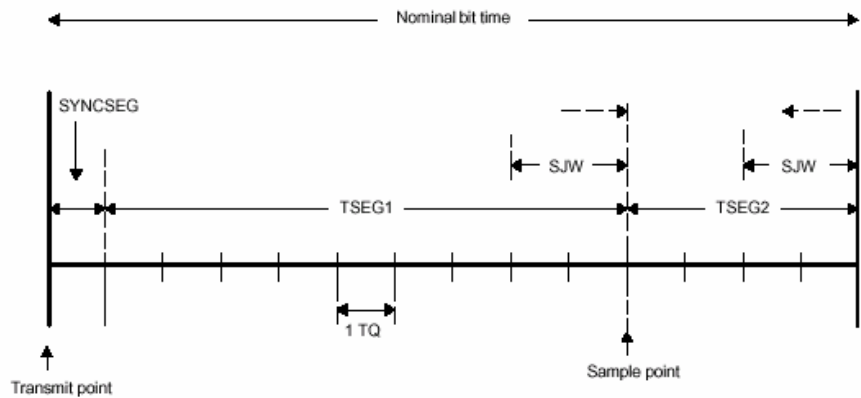 Nominal bit time
SYNCSEG
SJW
SJW
TSEG1
TSEG2
1 TQ
Sample point
Transmit point